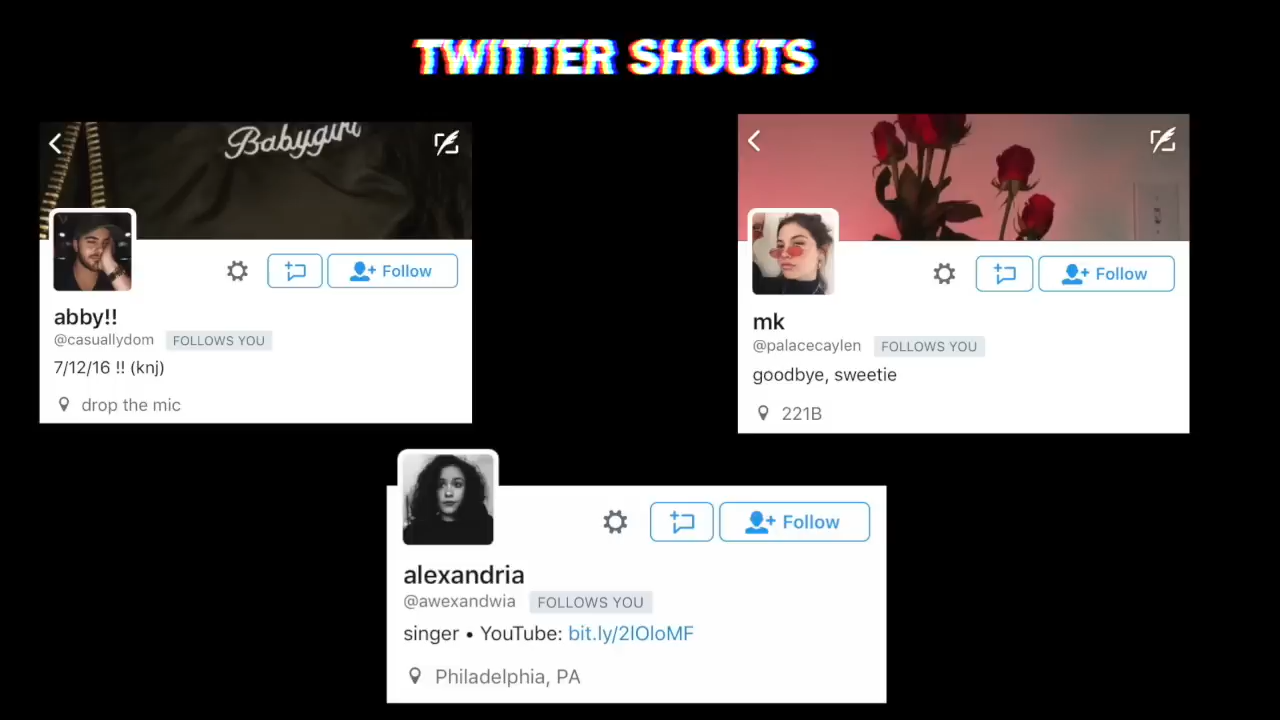 TWITTER SHOUTS
Babygirl
Follow
abby!!
@casuallydom FOLLOWS YOU
7/12/16 !! (knj)
drop the mic
Follow
mk
@palacecaylen FOLLOWS YOU
goodbye, sweetie
221B
Follow
alexandria
@awexandwia FOLLOWS YOU
singer • YouTube: bit.ly/2lOloMF
Philadelphia, PA